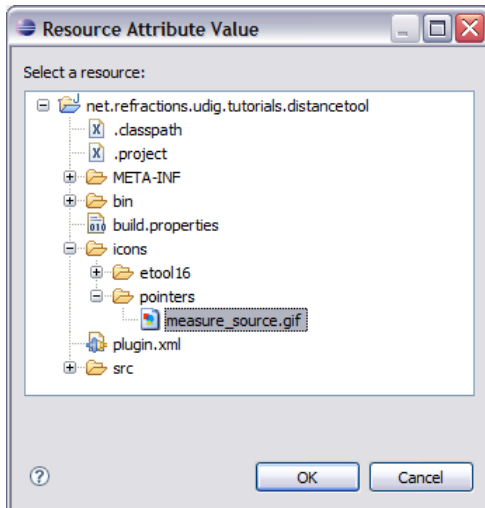 Resource Attribute Value
Select a resource:
net.refractions.udig.tutorials.distancetool
.classpath
.project
META-INF
bin
build.properties
icons
etool16
pointers
measure_source.gif
plugin.xml
src
OK Cancel